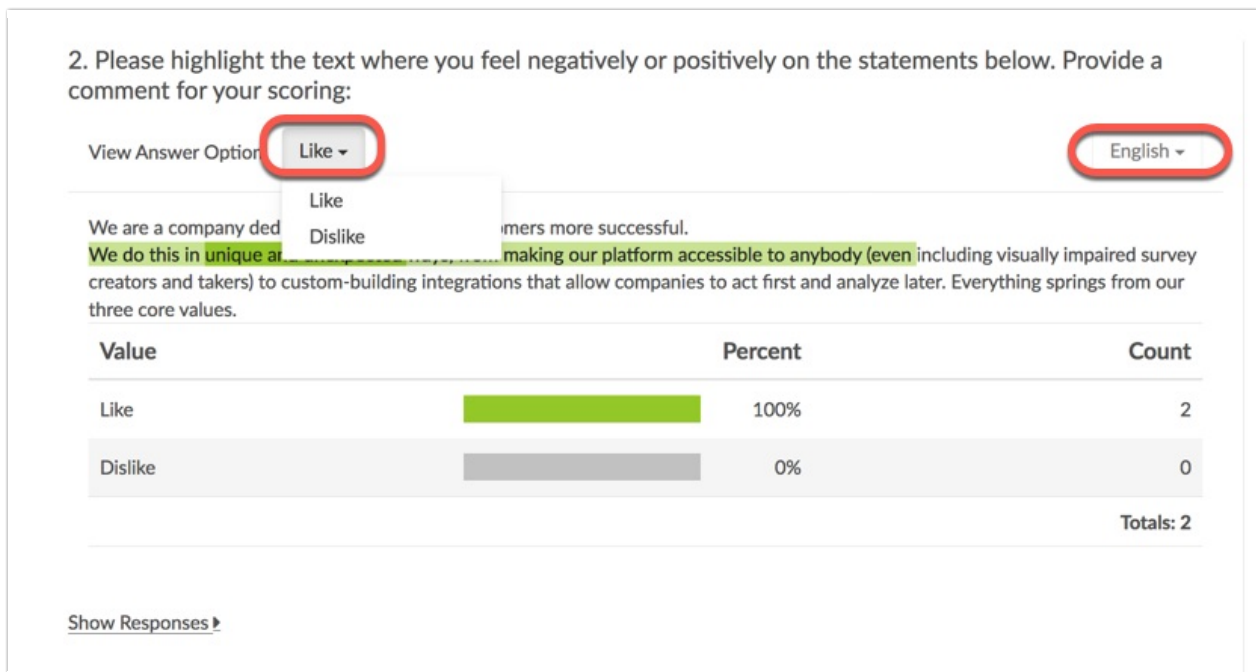 2. Please highlight the text where you feel negatively or positively on the statements below. Provide a
comment for your scoring:
View Answer Option Like
English
Like
Dislike
We are a company ded mers more successful.
We do this in unique an making our platform accessible to anybody (even including visually impaired survey
creators and takers) to custom-building integrations that allow companies to act first and analyze later. Everything springs from our
three core values.
Value Percent Count
Like 100% 2
Dislike 0% 0
Totals: 2
Show Responses